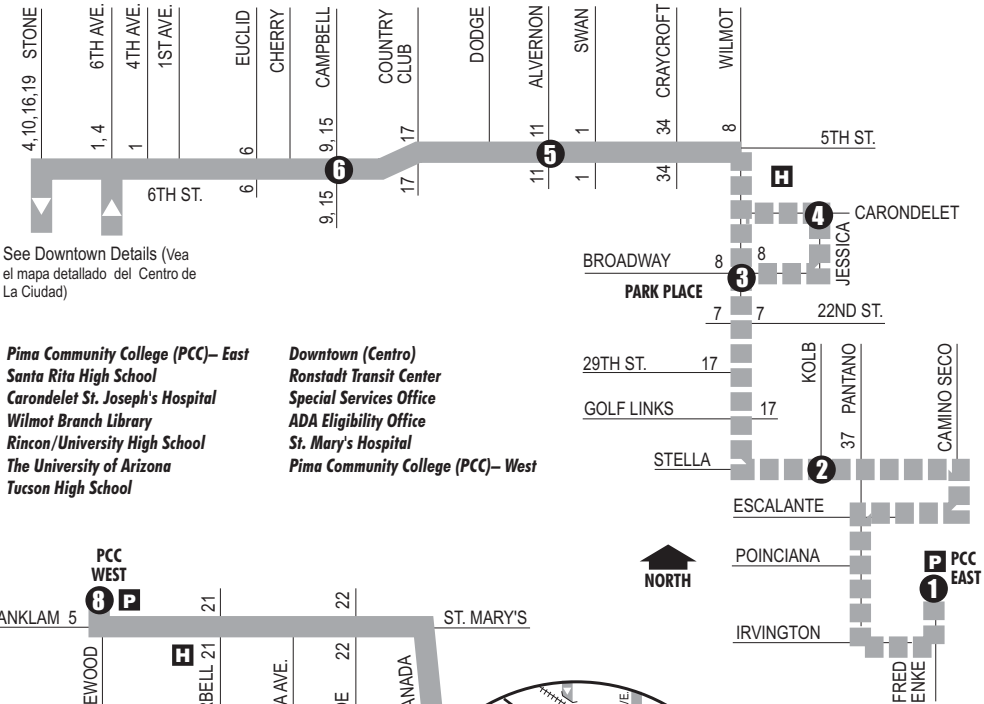 STONE
6TH AVE.
4TH AVE.
1ST AVE.
EUCLID
CHERRY
CAMPBELL
COUNTRY
CLUB
DODGE
ALVERNON
SWAN
CRAYCROFT
WILMOT
4,10,16,19
1, 4
1
6
9, 15
17
11
1
34
8
5TH ST.
6
5
6TH ST.
6
9, 15
17
11
1
34
H
4
CARONDELET
JESSICA
See Downtown Details (Vea
el mapa detallado del Centro de
La Ciudad)
BROADWAY
8
8
3
PARK PLACE
7
7
22ND ST.
Pima Community College (PCC)– East
Santa Rita High School
Carondelet St. Joseph's Hospital
Wilmot Branch Library
Rincon/University High School
The University of Arizona
Tucson High School
Downtown (Centro)
Ronstadt Transit Center
Special Services Office
ADA Eligibility Office
St. Mary's Hospital
Pima Community College (PCC)– West
29TH ST.
17
GOLF LINKS
17
KOLB
PANTANO
37
CAMINO SECO
STELLA
2
ESCALANTE
NORTH
POINCIANA
P
PCC
EAST
1
IRVINGTON
FRED
ENKE
PCC
WEST
8
P
ANKLAM 5
21
22
ST. MARY'S
H
21
22